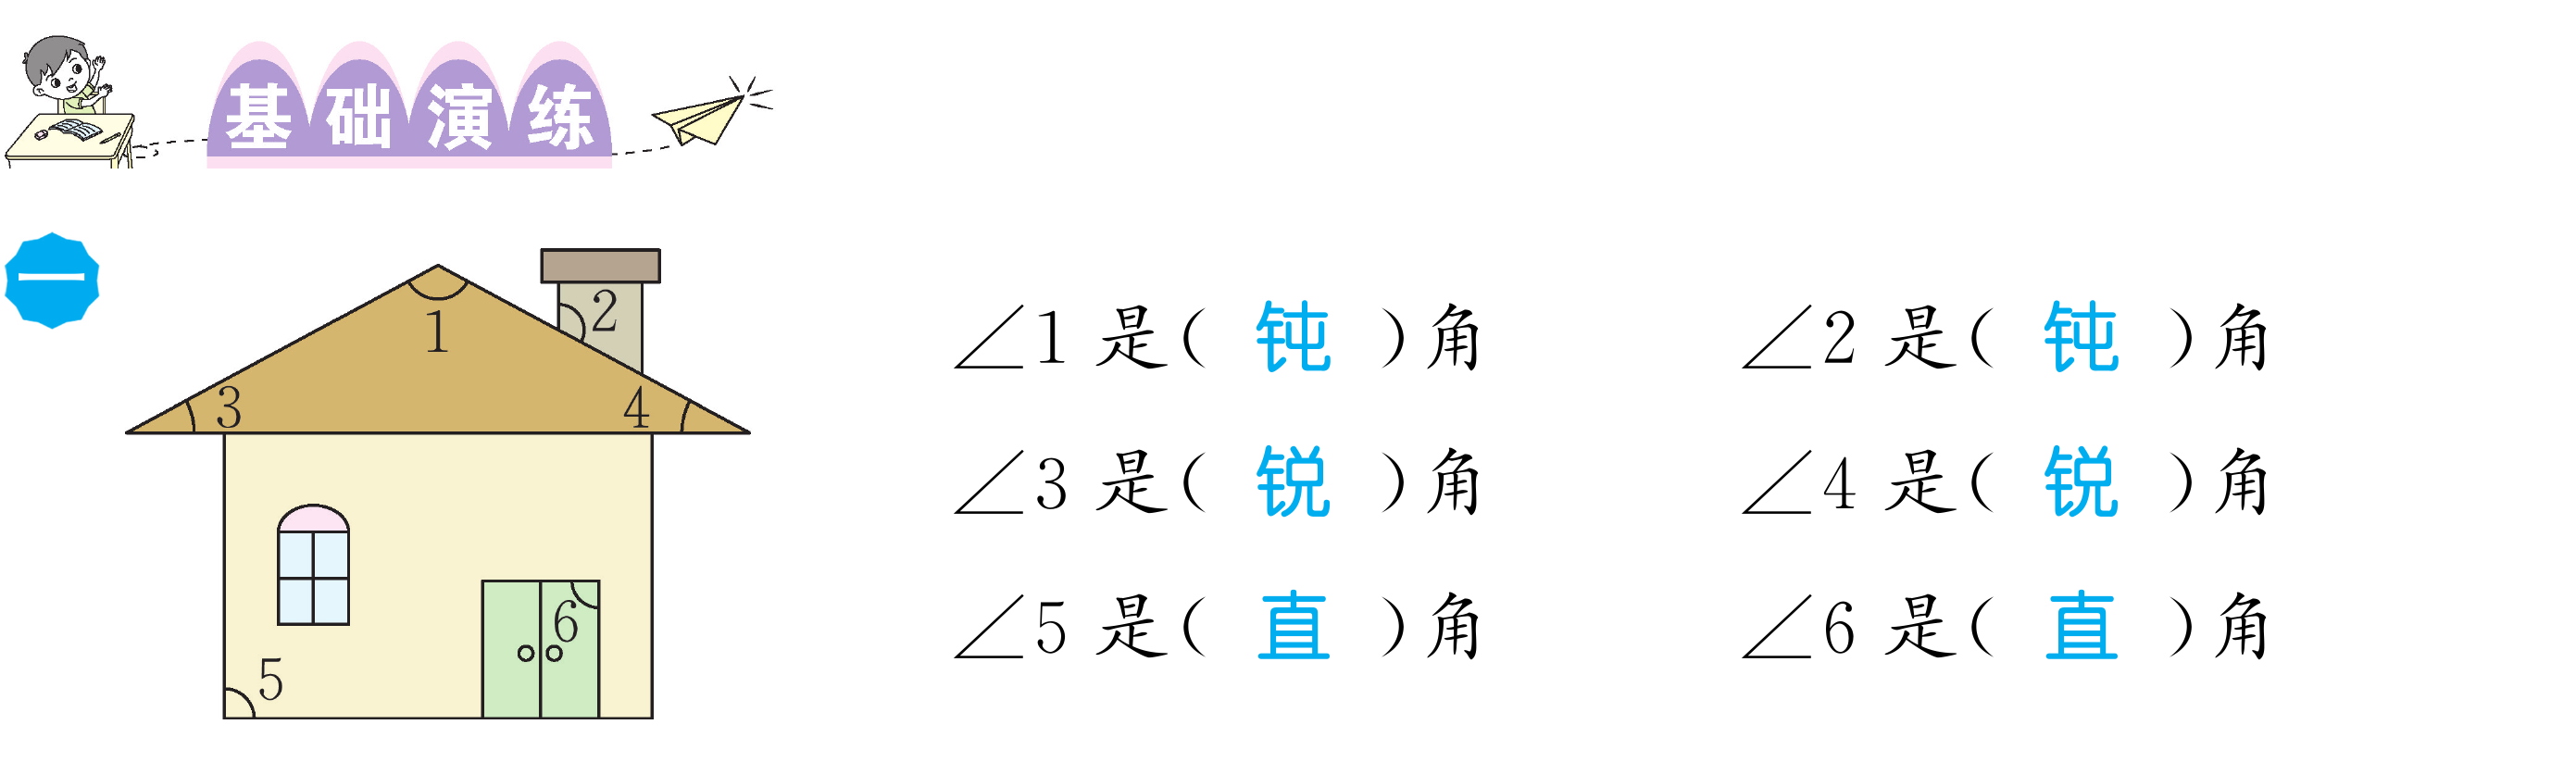 基础演练
一
1
2
3
4
5
6
∠1 是( 钝 )角 ∠2 是( 钝 )角
∠3 是( 锐 )角 ∠4 是( 锐 )角
∠5 是( 直 )角 ∠6 是( 直 )角